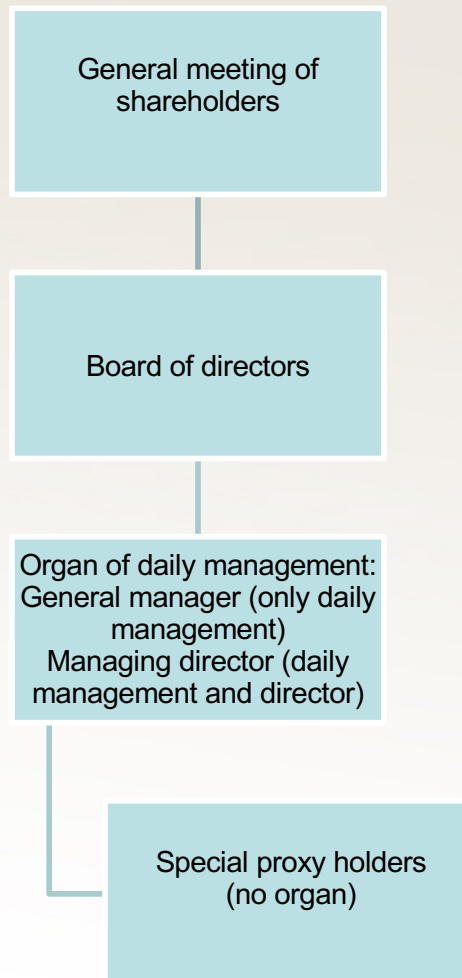 General meeting of
shareholders
Board of directors
Organ of daily management:
General manager (only daily
management)
Managing director (daily
management and director)
Special proxy holders
(no organ)